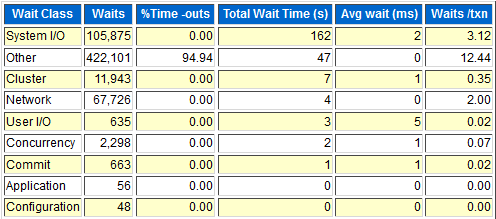 Wait Class Waits %Time -outs Total Wait Time (s) Avg wait (ms) Waits /txn
System I/O 105,875 0.00 162 2 3.12
Other 422,101 94.94 47 0 12.44
Cluster 11,943 0.00 7 1 0.35
Network 67,726 0.00 4 0 2.00
User I/O 635 0.00 3 5 0.02
Concurrency 2,298 0.00 2 1 0.07
Commit 663 0.00 1 1 0.02
Application 56 0.00 0 0 0.00
Configuration 48 0.00 0 0 0.00